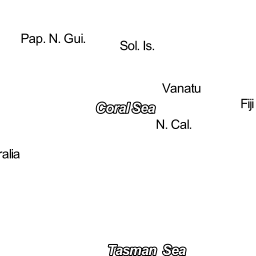 Pap. N. Gui.
Sol. Is.
Vanatu
Fiji
Coral Sea
N. Cal.
ralia
Tasman Sea